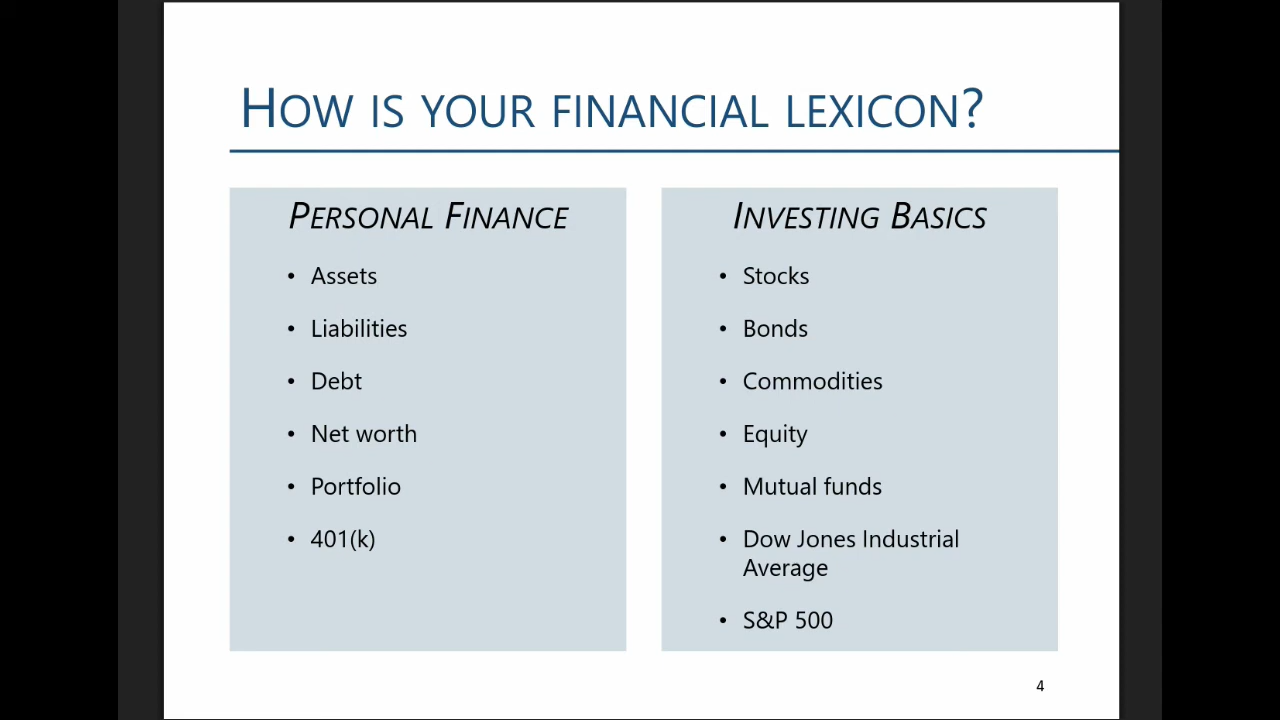 How is your financial lexicon?
Personal Finance
• Assets
• Liabilities
• Debt
• Net worth
• Portfolio
• 401(k)
Investing Basics
• Stocks
• Bonds
• Commodities
• Equity
• Mutual funds
• Dow Jones Industrial
Average
• S&P 500
4